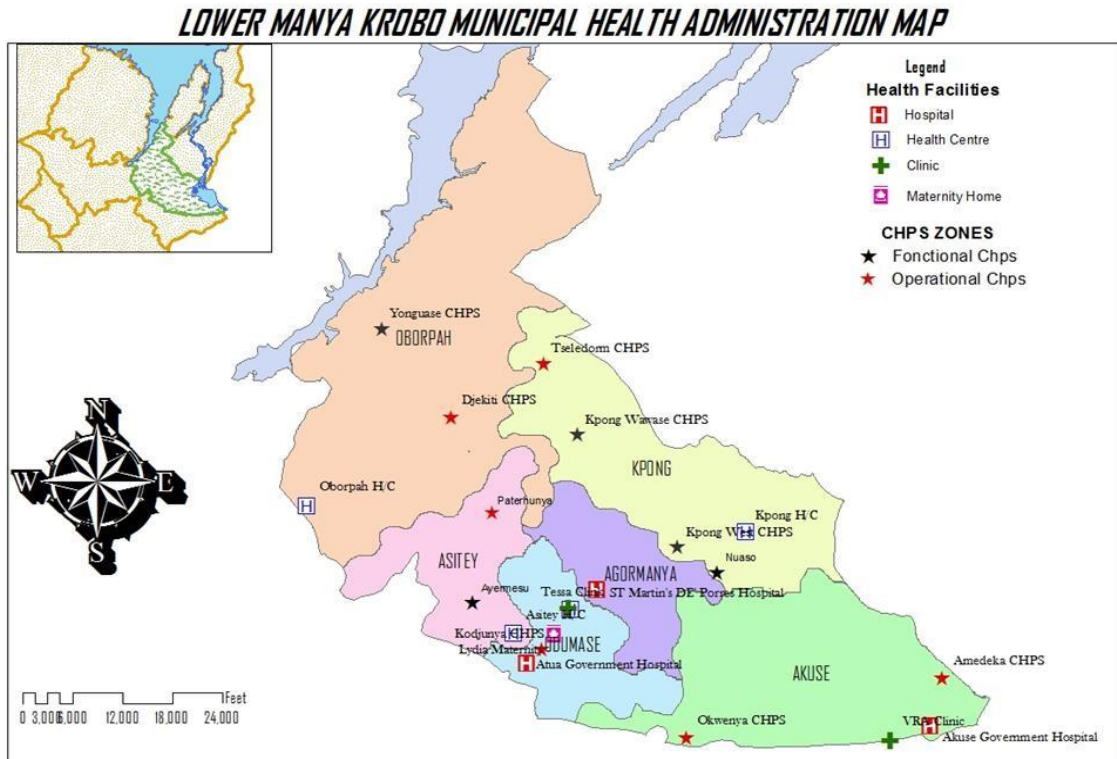 LOWER MANYA KROBO MUNICIPAL HEALTH ADMINISTRATION MAP
Legend
Health Facilities
H Hospital
H Health Centre
Clinic
Maternity Home
CHPS ZONES
Fonctional Chps
Operational Chps
Yonguase CHPS
OBORPAH
Tseledorm CHPS
Djekiti CHPS
Kpong Wawase CHPS
KPONG
N
W E
S
Oborpah H/C
H
Paterhunya
Kpong H/C
H
Kpong West CHPS
Nuaso
ASITEY
AGORMANYA
H
Ayermesu
Tessa Clinic
ST Martin's DE Porses Hospital
Asitey H/C
Kodjunya CHPS
H
ODUMASE
Lydia Maternity
H
Atua Government Hospital
AKUSE
Amedeka CHPS
Feet
0 3,000 6,000 12,000 18,000 24,000
Okwenya CHPS
VRA Clinic
H
Akuse Government Hospital